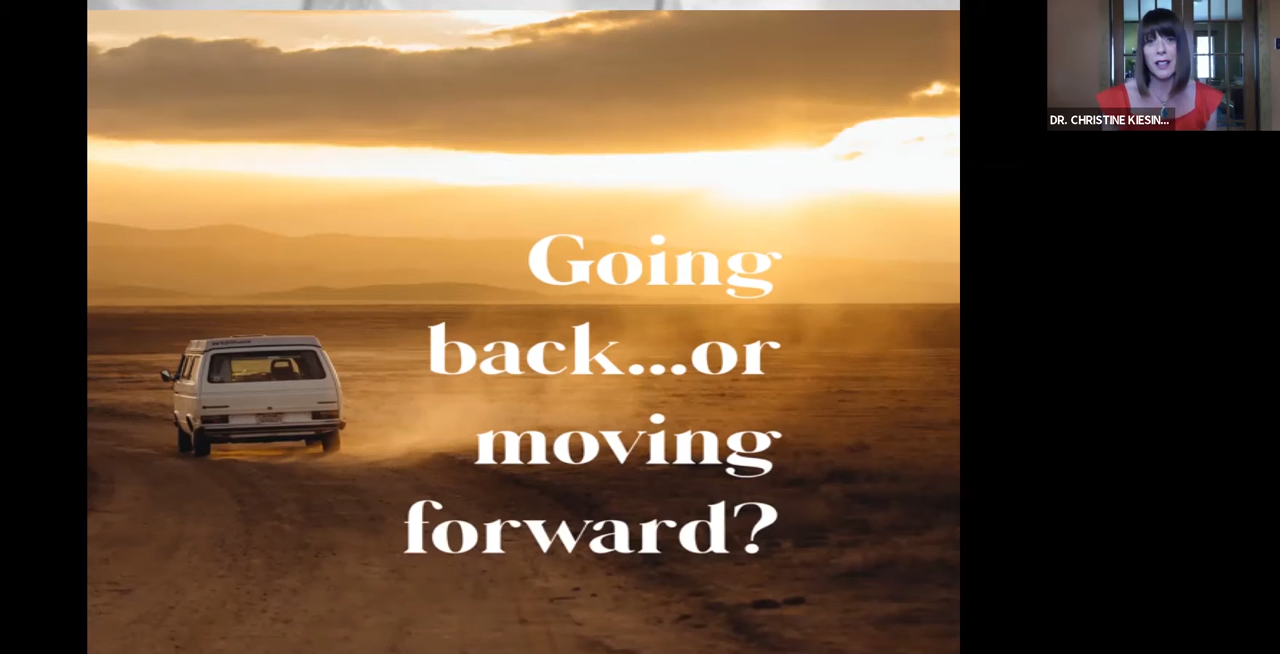 Going
back...or
moving
forward?
DR. CHRISTINE KIESIN...